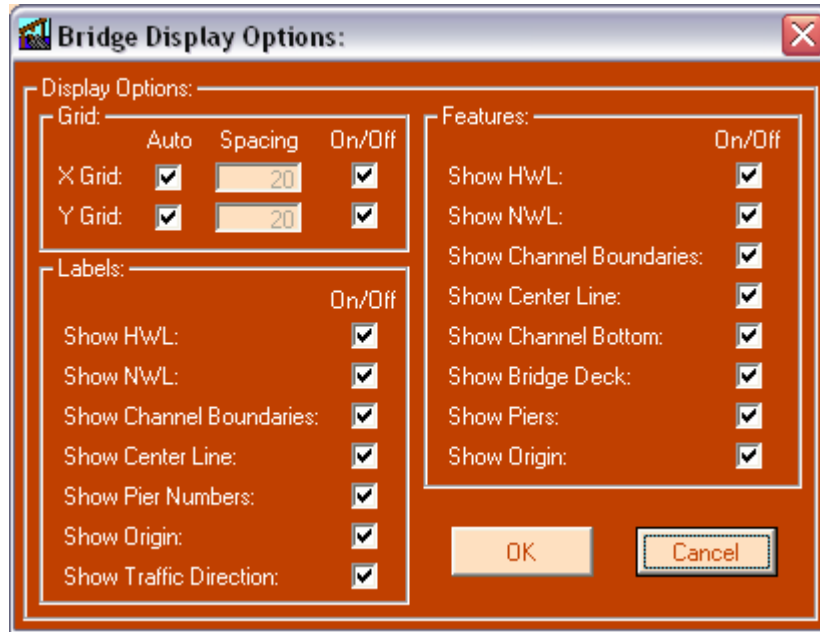 Bridge Display Options:
Display Options:
Grid:
Auto Spacing On/Off
X Grid: 20
Y Grid: 20
Labels:
On/Off
Show HWL:
Show NWL:
Show Channel Boundaries:
Show Center Line:
Show Pier Numbers:
Show Origin:
Show Traffic Direction:
Features:
On/Off
Show HWL:
Show NWL:
Show Channel Boundaries:
Show Center Line:
Show Channel Bottom:
Show Bridge Deck:
Show Piers:
Show Origin:
OK Cancel